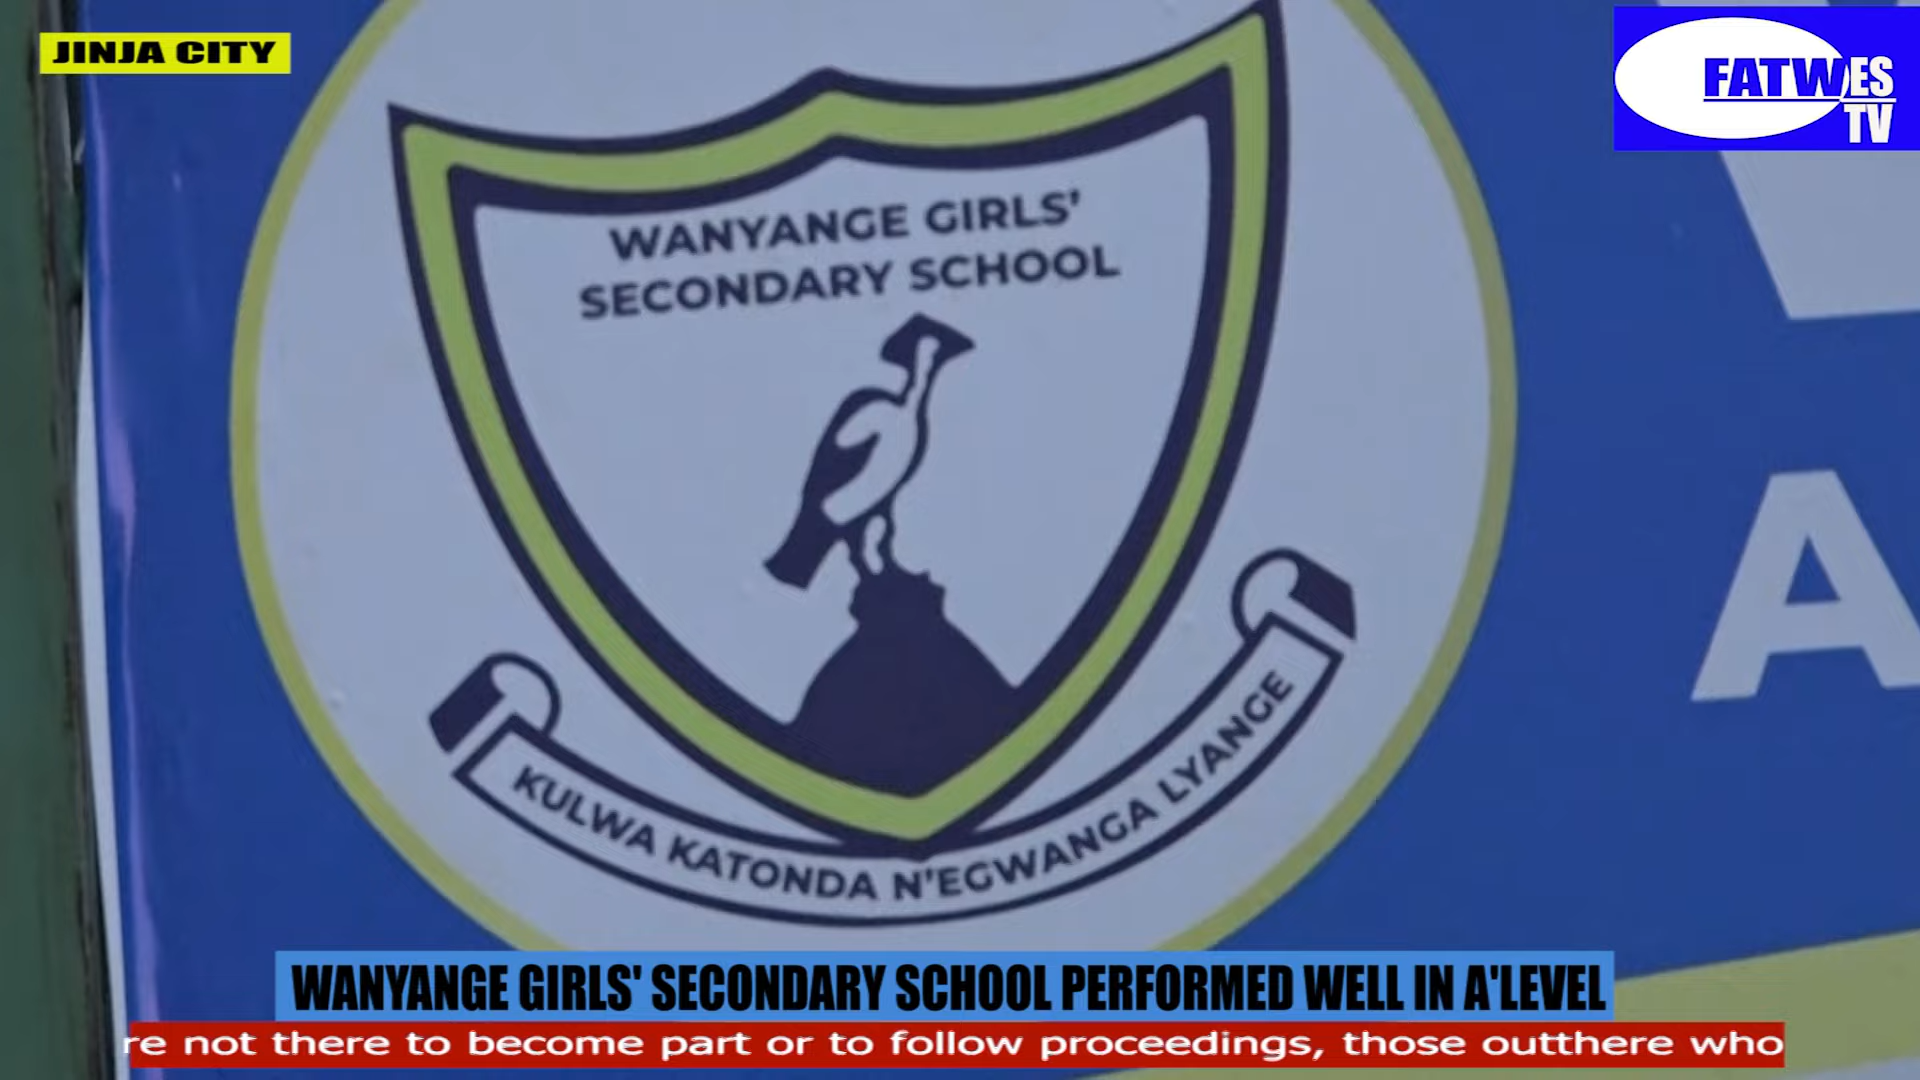 JINJA CITY
FATWES
TV
WANYANGE GIRLS'
SECONDARY SCHOOL
KULWA KATONDA N'EGWANGA LYANGE
A
WANYANGE GIRLS' SECONDARY SCHOOL PERFORMED WELL IN A'LEVEL
re not there to become part or to follow proceedings, those outthere who